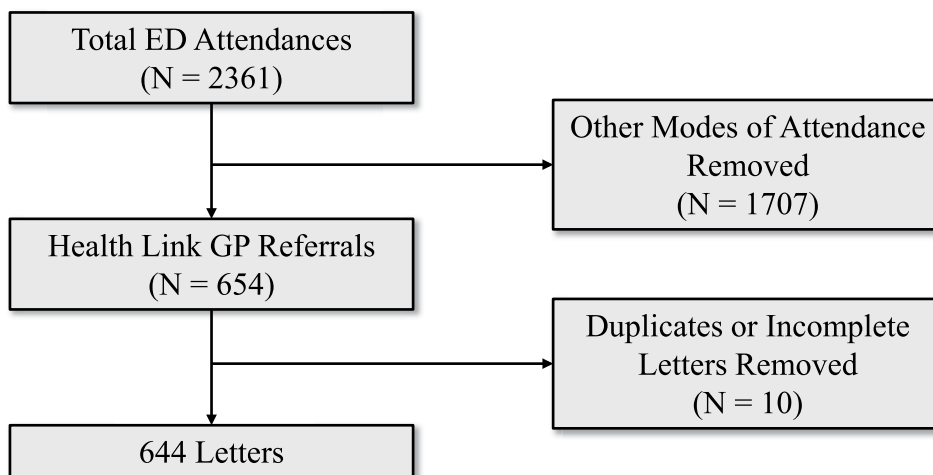 Total ED Attendances
(N = 2361)
Other Modes of Attendance
Removed
(N = 1707)
Health Link GP Referrals
(N = 654)
Duplicates or Incomplete
Letters Removed
(N = 10)
644 Letters